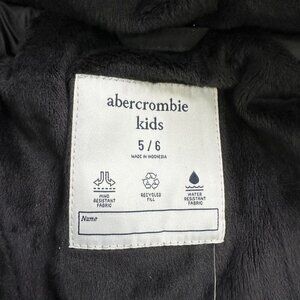 abercrombie
kids
5/6
MADE IN INDONESIA
WIND
RESISTANT
FABRIC
RECYCLED
FILL
WATER
RESISTANT
FABRIC
Name